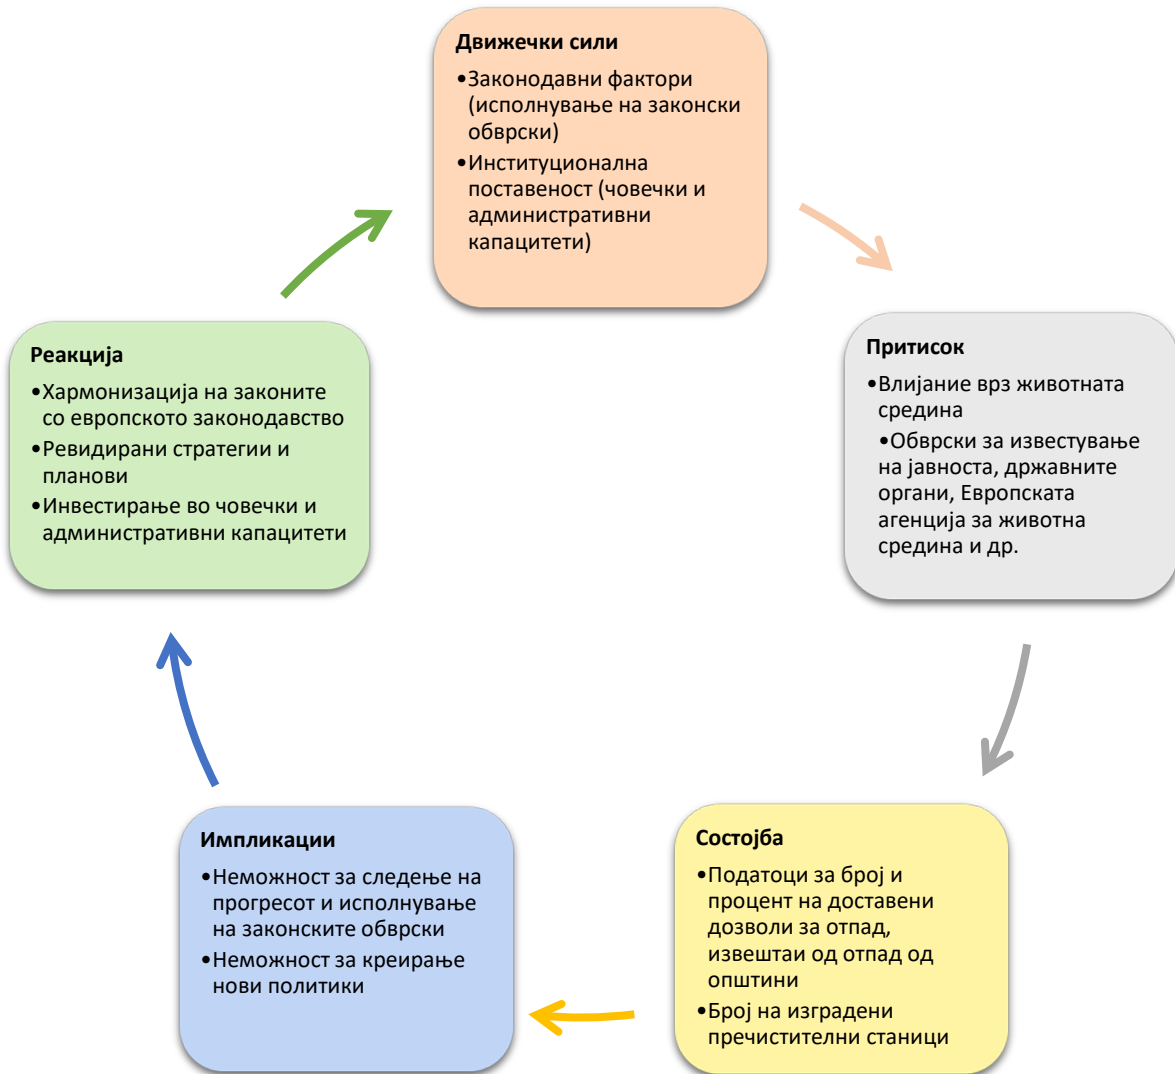 Движечки сили
•Законодавни фактори
(исполнување на законски
обврски)
•Институционална
поставеност (човечки и
административни
капацитети)
Притисок
•Влијание врз животната
средина
•Обврски за известување
на јавноста, државните
органи, Европската
агенција за животна
средина и др.
Состојба
•Податоци за број и
процент на доставени
дозволи за отпад,
извештаи од отпад од
општини
•Број на изградени
пречистителни станици
Импликации
•Неможност за следење на
прогресот и исполнување
на законските обврски
•Неможност за креирање
нови политики
Реакција
•Хармонизација на законите
со европското законодавство
•Ревидирани стратегии и
планови
•Инвестирање во човечки и
административни капацитети